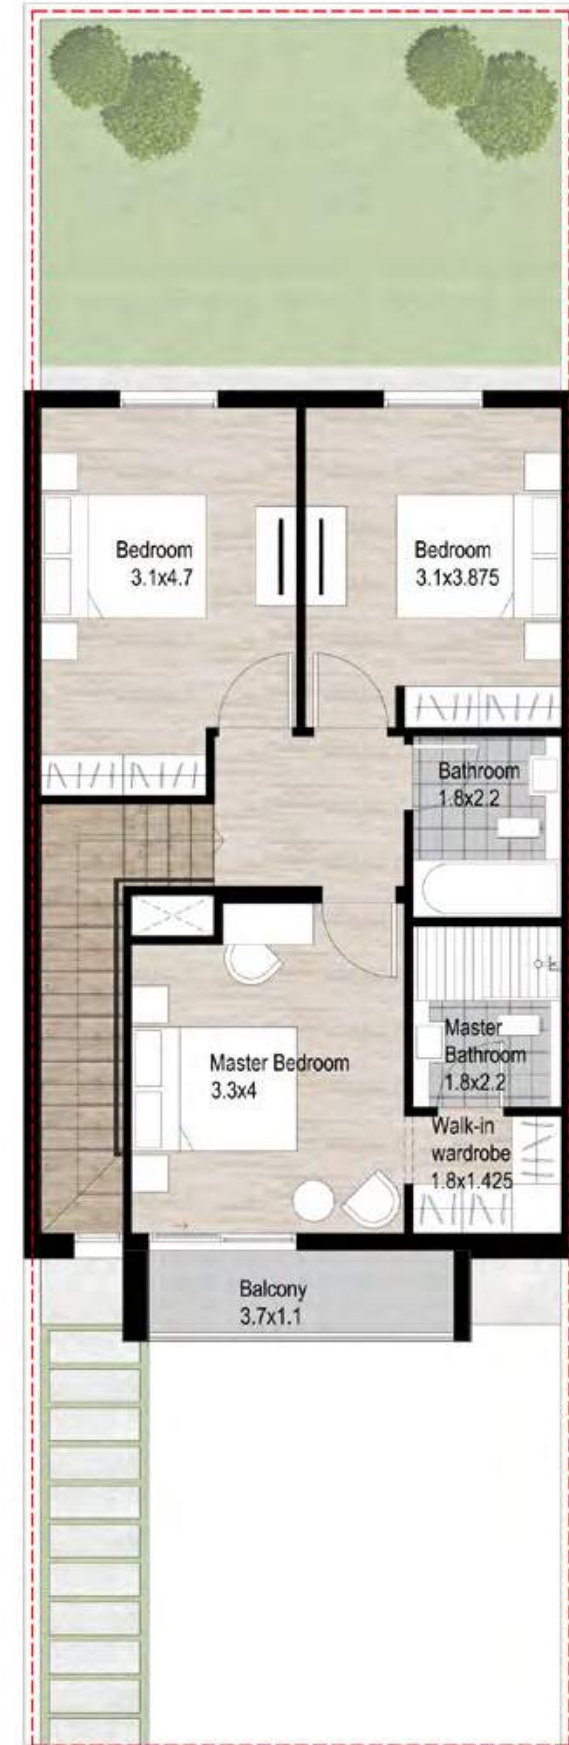 Bedroom
3.1x4.7
Bedroom
3.1x3.875
Bathroom
1.8x2.2
Master
Bathroom
1.8x2.2
Master Bedroom
3.3x4
Walk-in
wardrobe
1.8x1.425
Balcony
3.7x1.1